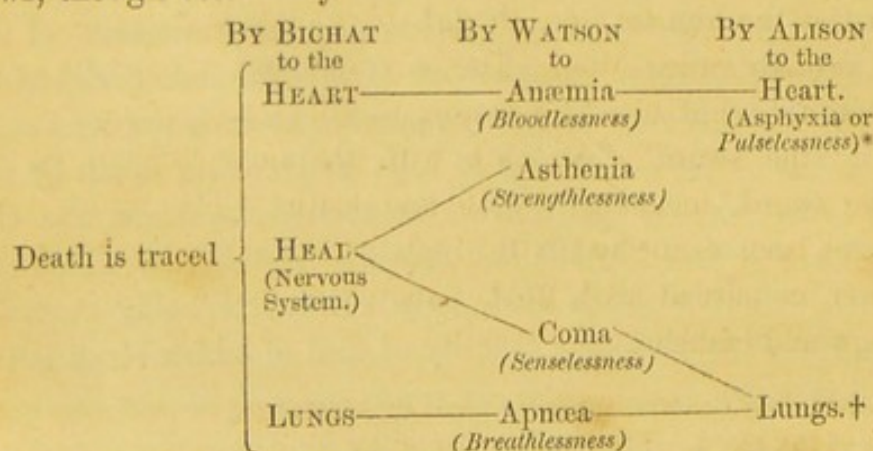 BY BICHAT BY WATSON BY ALISON
to the to to the
HEART Anæmia Heart.
(Bloodlessness) (Asphyxia or
Pulselessness)*
Asthenia
(Strengthlessness)
Death is traced HEAD
(Nervous
System.)
Coma
(Senselessness)
LUNGS Apnœa Lungs.†
(Breathlessness)